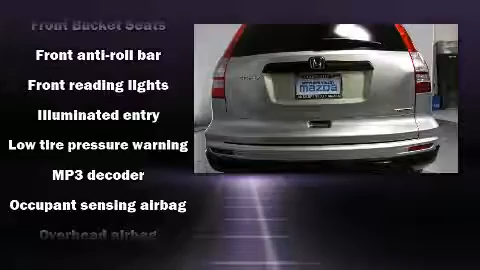 Front Bucket Seats
Front anti-roll bar
Front reading lights
Illuminated entry
Low tire pressure warning
MP3 decoder
Occupant sensing airbag
Overhead airbag
mazda